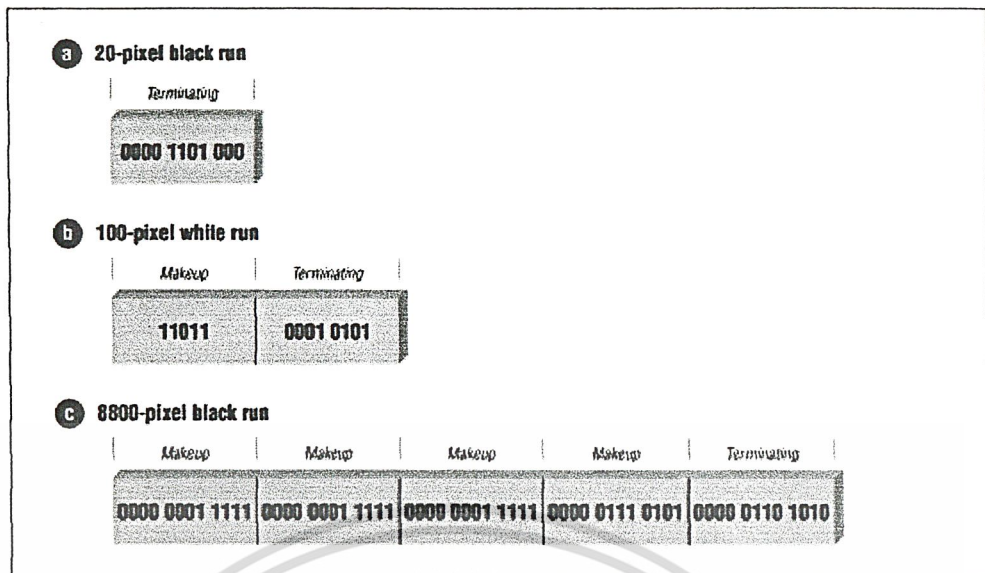 a 20-pixel black run
Terminating
0000 1101 000
b 100-pixel white run
Makeup Terminating
11011 0001 0101
c 8800-pixel black run
Makeup Makeup Makeup Makeup Terminating
0000 0001 1111 0000 0001 1111 0000 0001 1111 0000 0111 0101 0000 0110 1010